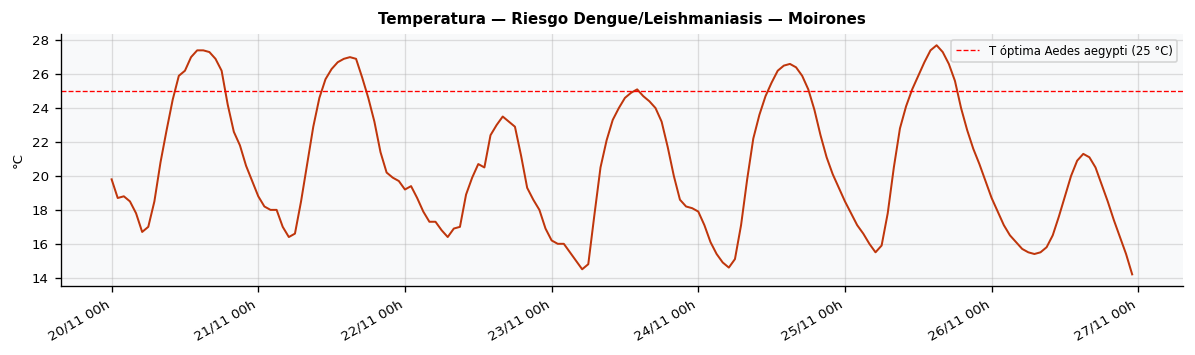 Temperatura — Riesgo Dengue/Leishmaniasis — Moirones
T óptima Aedes aegypti (25 °C)
°C
28
26
24
22
20
18
16
14
20/11 00h
21/11 00h
22/11 00h
23/11 00h
24/11 00h
25/11 00h
26/11 00h
27/11 00h